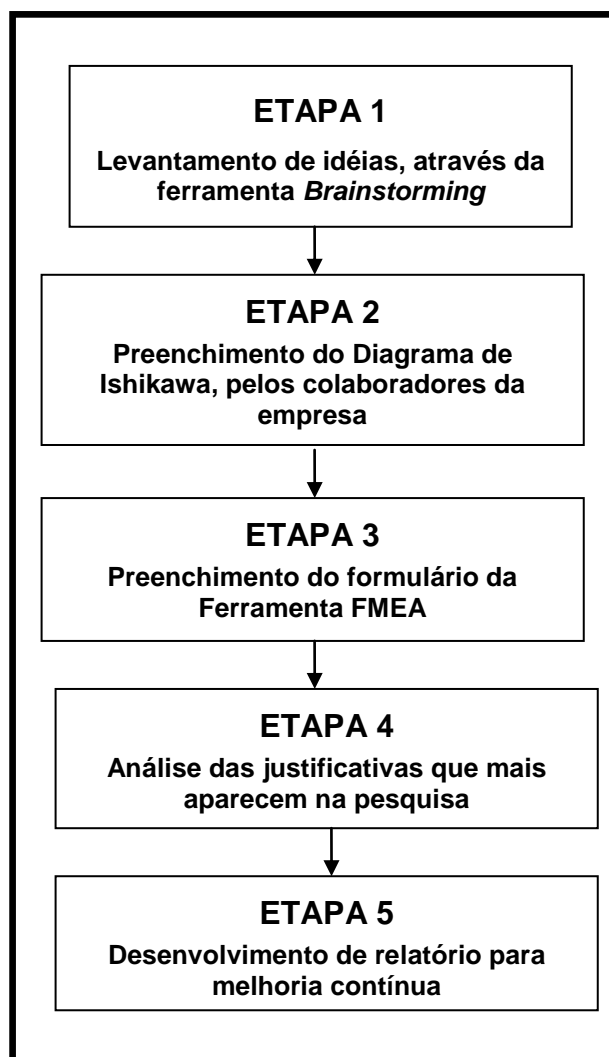 ETAPA 1
Levantamento de idéias, através da
ferramenta Brainstorming
ETAPA 2
Preenchimento do Diagrama de
Ishikawa, pelos colaboradores da
empresa
ETAPA 3
Preenchimento do formulário da
Ferramenta FMEA
ETAPA 4
Análise das justificativas que mais
aparecem na pesquisa
ETAPA 5
Desenvolvimento de relatório para
melhoria contínua